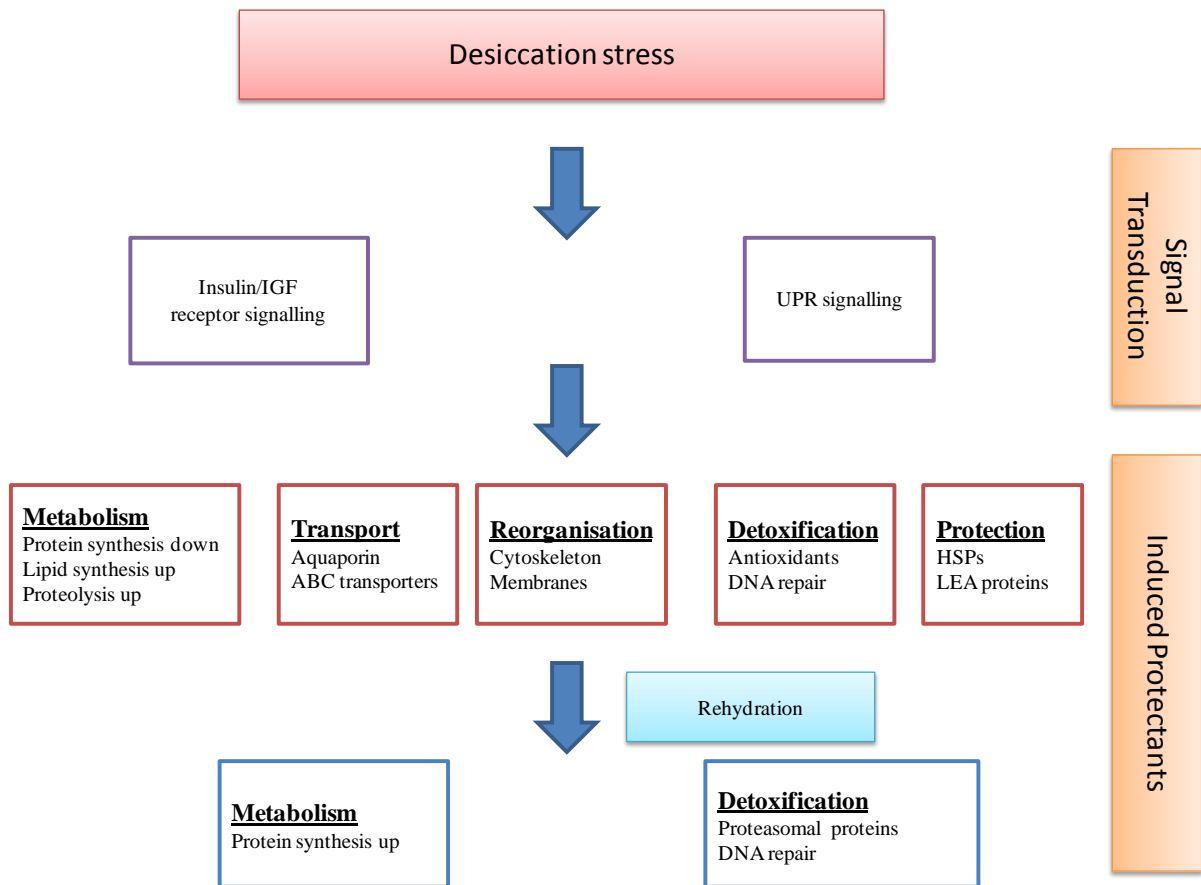 Desiccation stress
Signal
Transduction
Insulin/IGF
receptor signalling
UPR signalling
Induced Protectants
Metabolism
Protein synthesis down
Lipid synthesis up
Proteolysis up
Transport
Aquaporin
ABC transporters
Reorganisation
Cytoskeleton
Membranes
Detoxification
Antioxidants
DNA repair
Protection
HSPs
LEA proteins
Rehydration
Metabolism
Protein synthesis up
Detoxification
Proteasomal proteins
DNA repair